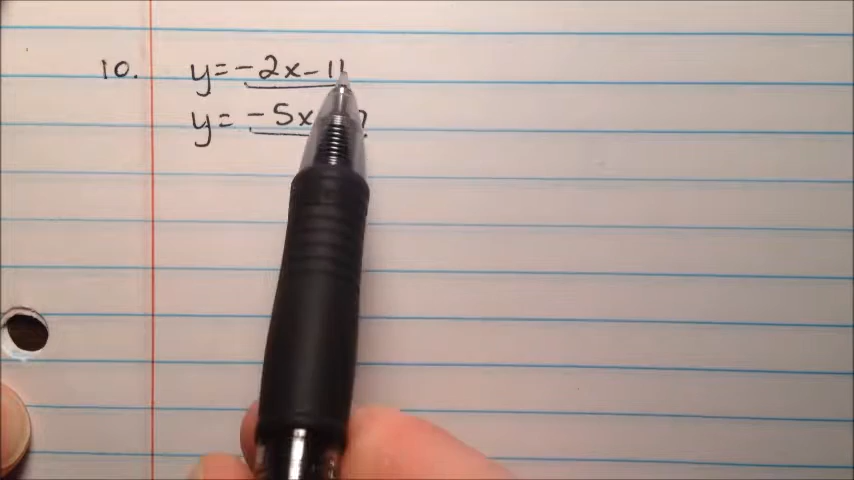 10. y = -2x - 11
y = -5x